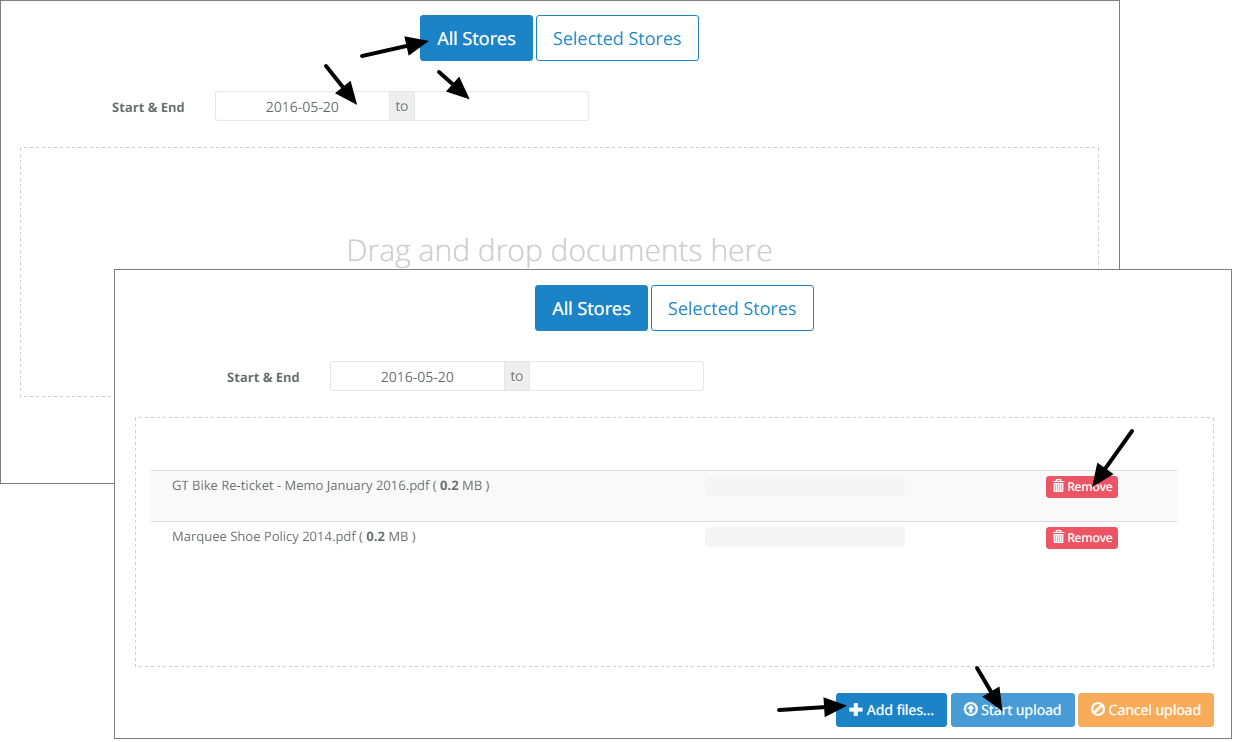 All Stores Selected Stores
Start & End 2016-05-20 to
Drag and drop documents here
All Stores Selected Stores
Start & End 2016-05-20 to
GT Bike Re-ticket - Memo January 2016.pdf ( 0.2 MB ) Remove
Marquee Shoe Policy 2014.pdf ( 0.2 MB ) Remove
Add files... Start upload Cancel upload